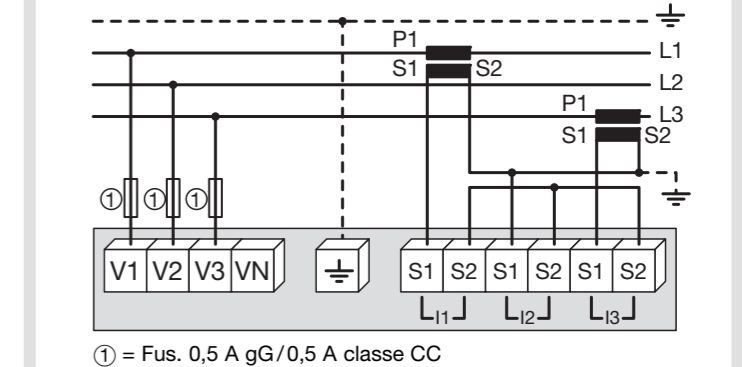 P1
L1
S1 S2
L2
P1
L3
S1 S2
① ① ①
V1 V2 V3 VN S1 S2 S1 S2 S1 S2
I1 I2 I3
① = Fus. 0,5 A gG/0,5 A classe CC